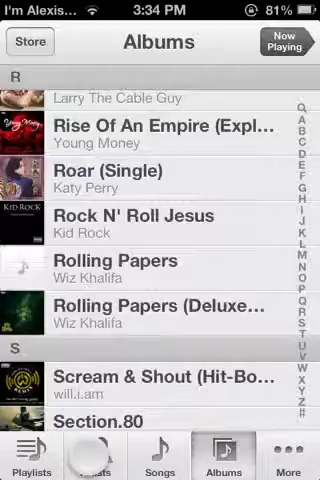 I'm Alexis... 3:34 PM 81%
Store Albums Now Playing
R
Larry The Cable Guy
Rise Of An Empire (Expl...
Young Money
Roar (Single)
Katy Perry
Rock N' Roll Jesus
KID ROCK
Kid Rock
Rolling Papers
Wiz Khalifa
Rolling Papers (Deluxe...
Wiz Khalifa
S
Scream & Shout (Hit-Bo...
will.i.am
Section.80
A
B
C
D
E
F
G
H
I
J
K
L
M
N
O
P
Q
R
S
T
U
V
W
X
Y
Z
#
Playlists Songs Albums More